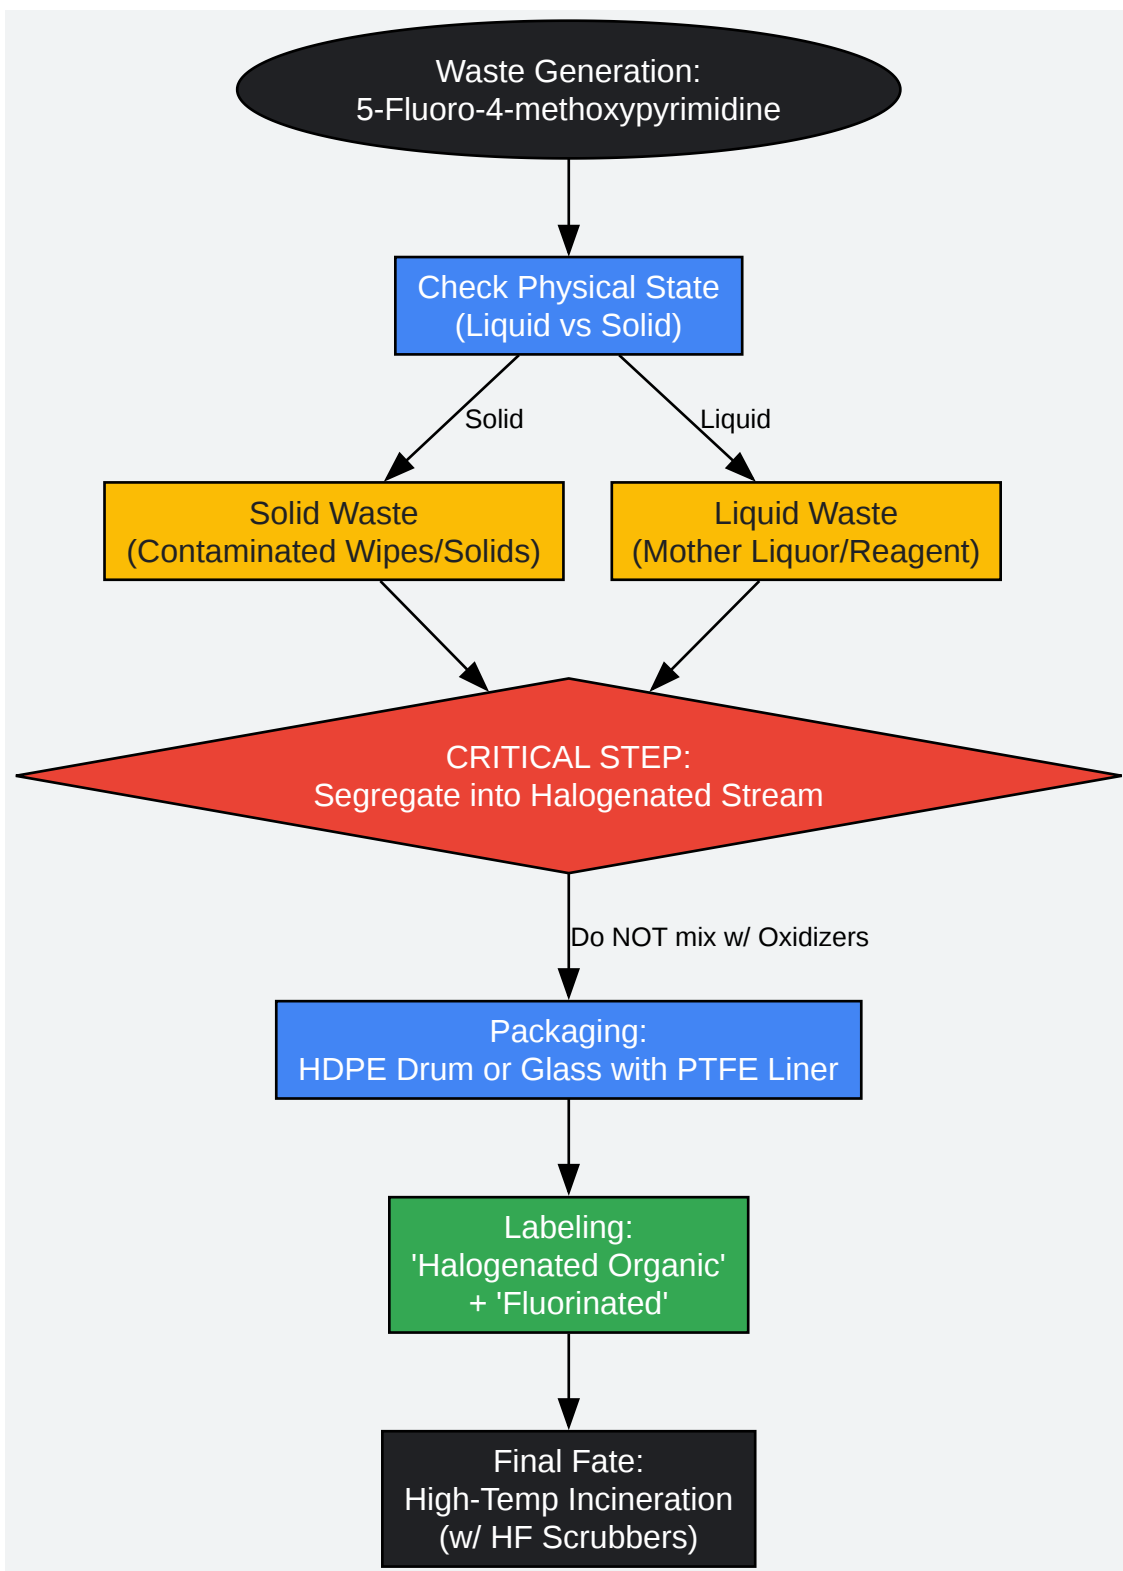 Waste Generation:
5-Fluoro-4-methoxypyrimidine
Check Physical State
(Liquid vs Solid)
Solid
Liquid
Solid Waste
(Contaminated Wipes/Solids)
Liquid Waste
(Mother Liquor/Reagent)
CRITICAL STEP:
Segregate into Halogenated Stream
Do NOT mix w/ Oxidizers
Packaging:
HDPE Drum or Glass with PTFE Liner
Labeling:
'Halogenated Organic'
+ 'Fluorinated'
Final Fate:
High-Temp Incineration
(w/ HF Scrubbers)